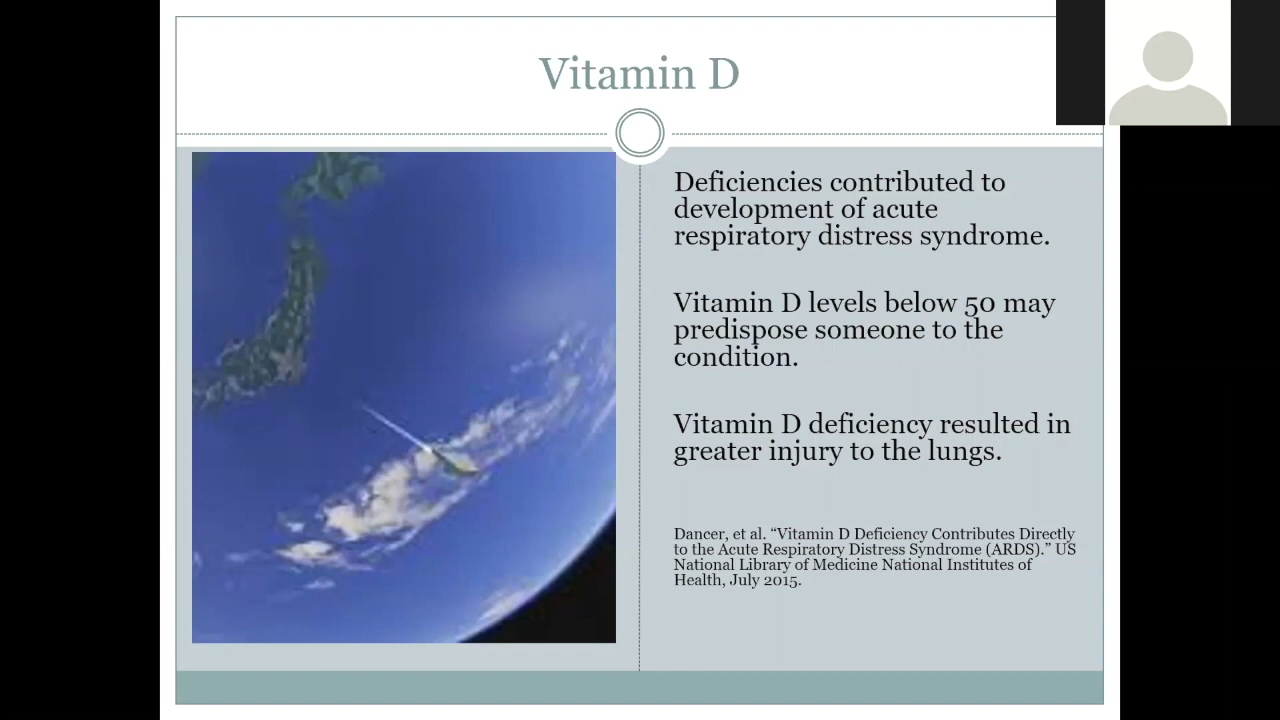 Vitamin D
Deficiencies contributed to
development of acute
respiratory distress syndrome.
Vitamin D levels below 50 may
predispose someone to the
condition.
Vitamin D deficiency resulted in
greater injury to the lungs.
Dancer, et al. “Vitamin D Deficiency Contributes Directly
to the Acute Respiratory Distress Syndrome (ARDS).” US
National Library of Medicine National Institutes of
Health, July 2015.